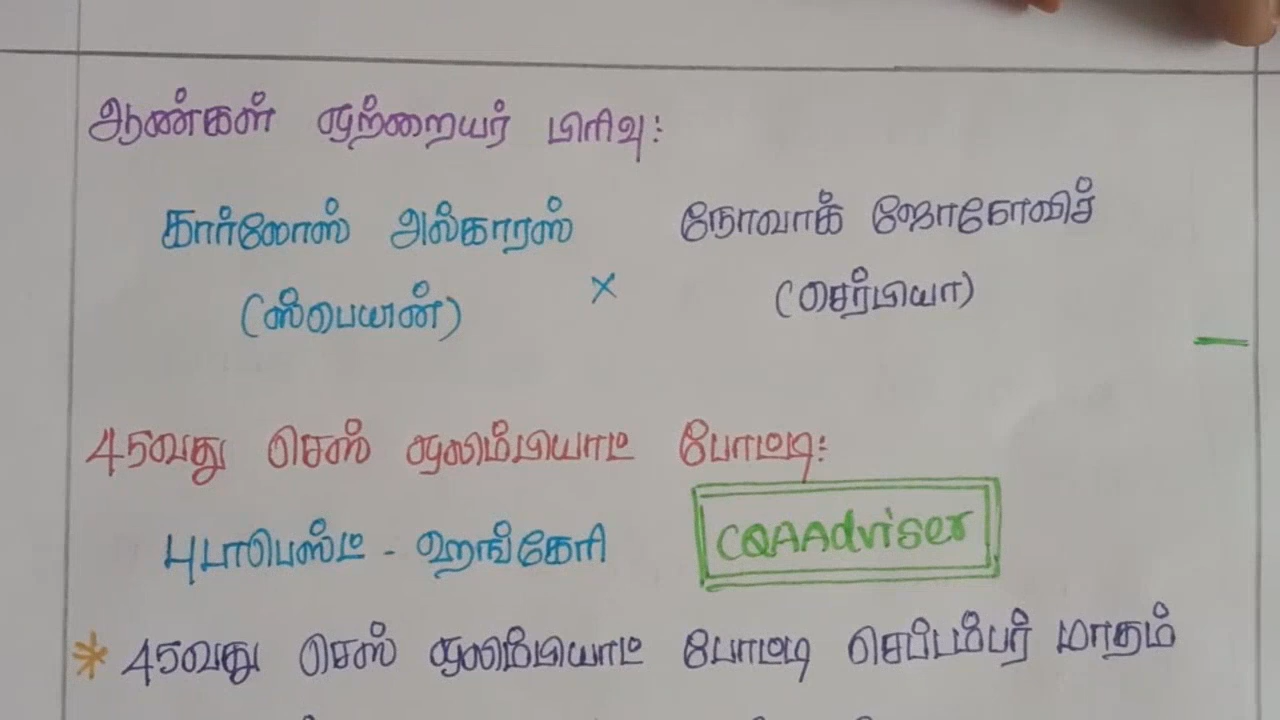 ஆண்கள் ஒற்றையர் பிரிவு:
கார்லோஸ் அல்காரஸ் நோவாக் ஜோகோவிச்
(ஸ்பெயின்) × (செர்பியா)
45வது செஸ் ஒலிம்பியாட் போட்டி:
புடாபெஸ்ட் - ஹங்கேரி CQAAdviser
* 45வது செஸ் ஒலிம்பியாட் போட்டி செப்டம்பர் மாதம்